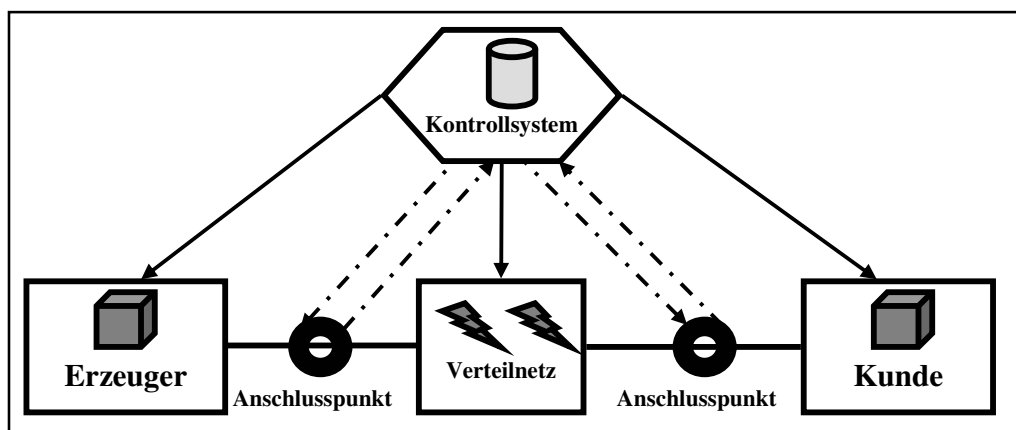 Kontrollsystem
Erzeuger
Anschlusspunkt
Verteilnetz
Anschlusspunkt
Kunde